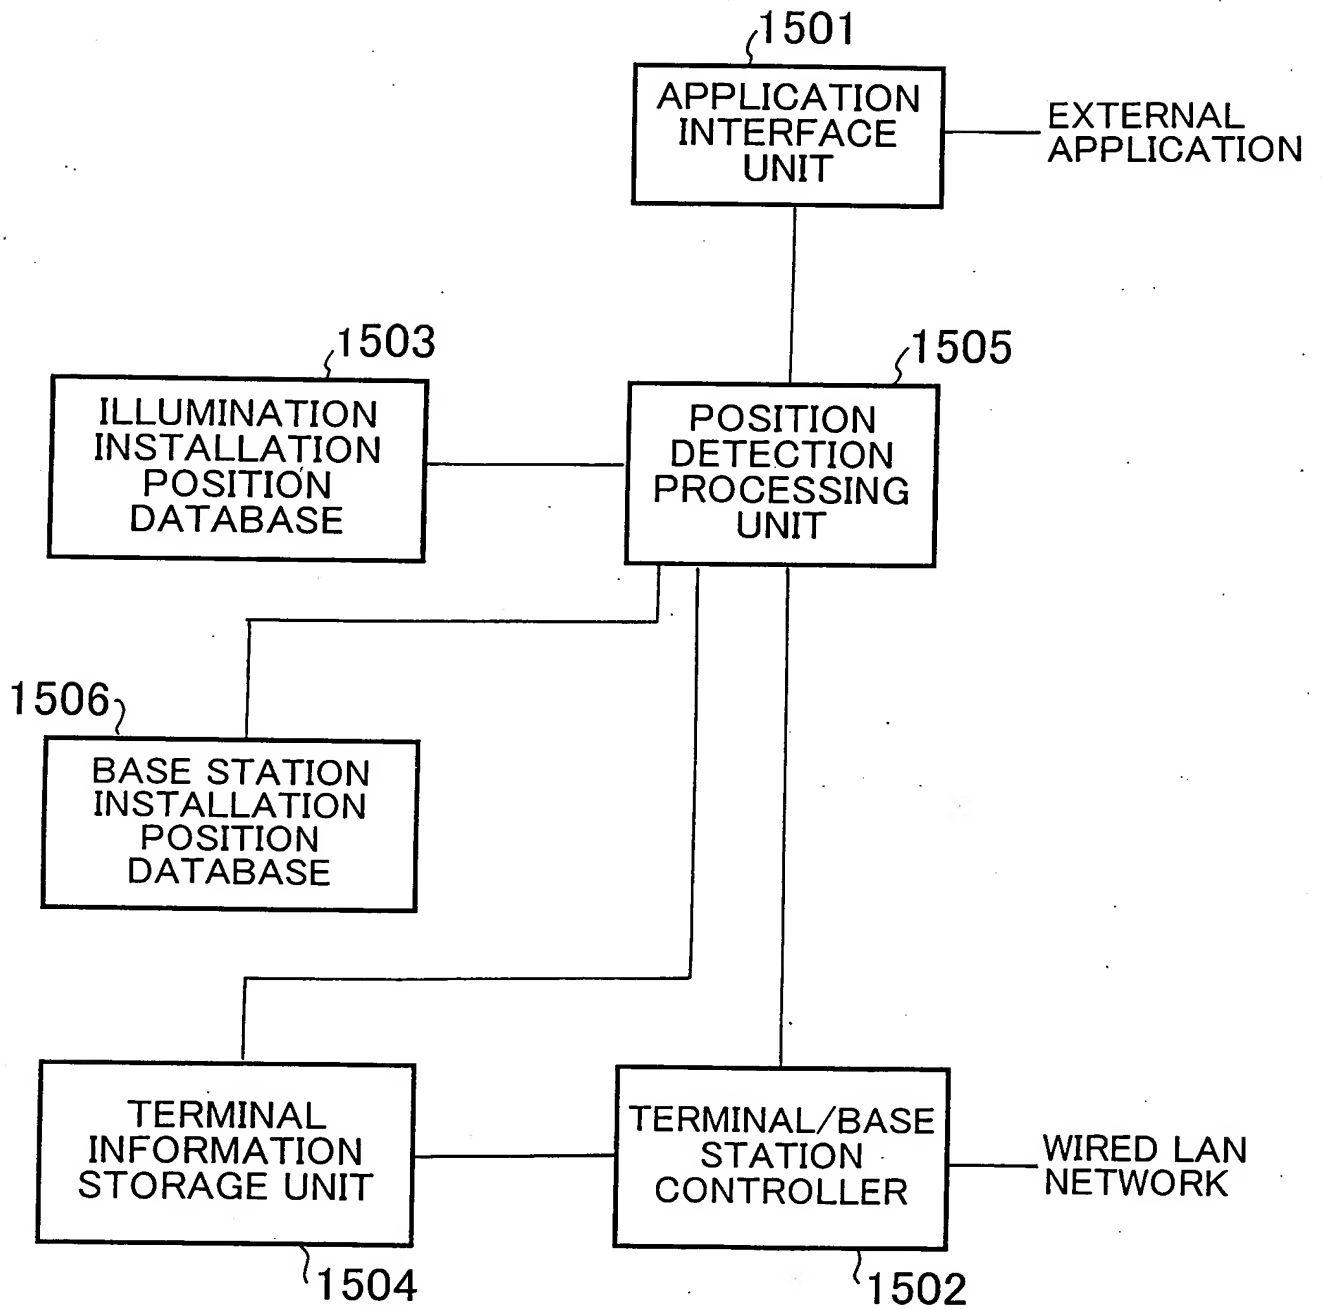 1501
APPLICATION
INTERFACE
UNIT
EXTERNAL
APPLICATION
1503
ILLUMINATION
INSTALLATION
POSITION
DATABASE
1505
POSITION
DETECTION
PROCESSING
UNIT
1506
BASE STATION
INSTALLATION
POSITION
DATABASE
TERMINAL
INFORMATION
STORAGE UNIT
1504
TERMINAL/BASE
STATION
CONTROLLER
1502
WIRED LAN
NETWORK